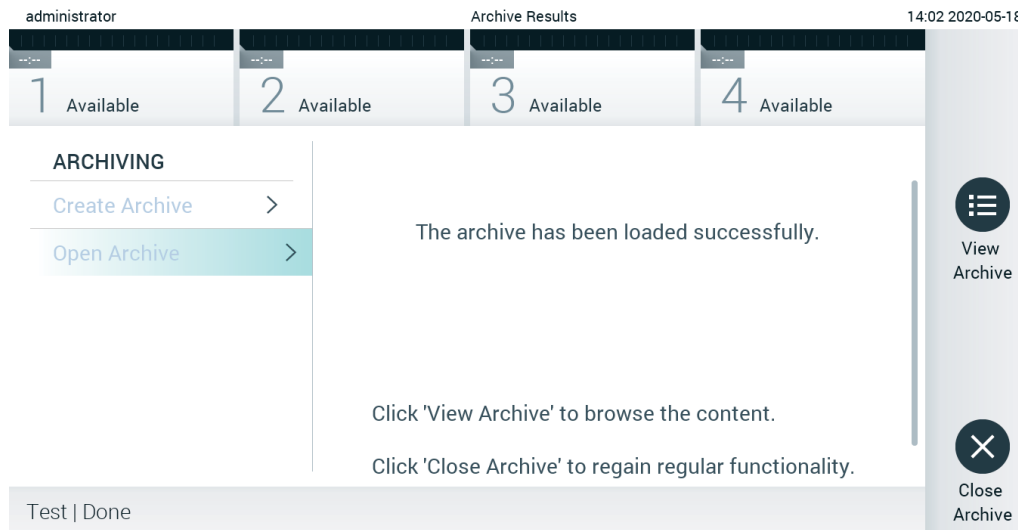 administrator Archive Results 14:02 2020-05-18
--:-- --:-- --:-- --:--
1 Available 2 Available 3 Available 4 Available
ARCHIVING
Create Archive >
Open Archive >
The archive has been loaded successfully.
Click 'View Archive' to browse the content.
Click 'Close Archive' to regain regular functionality.
View
Archive
Close
Archive
Test | Done